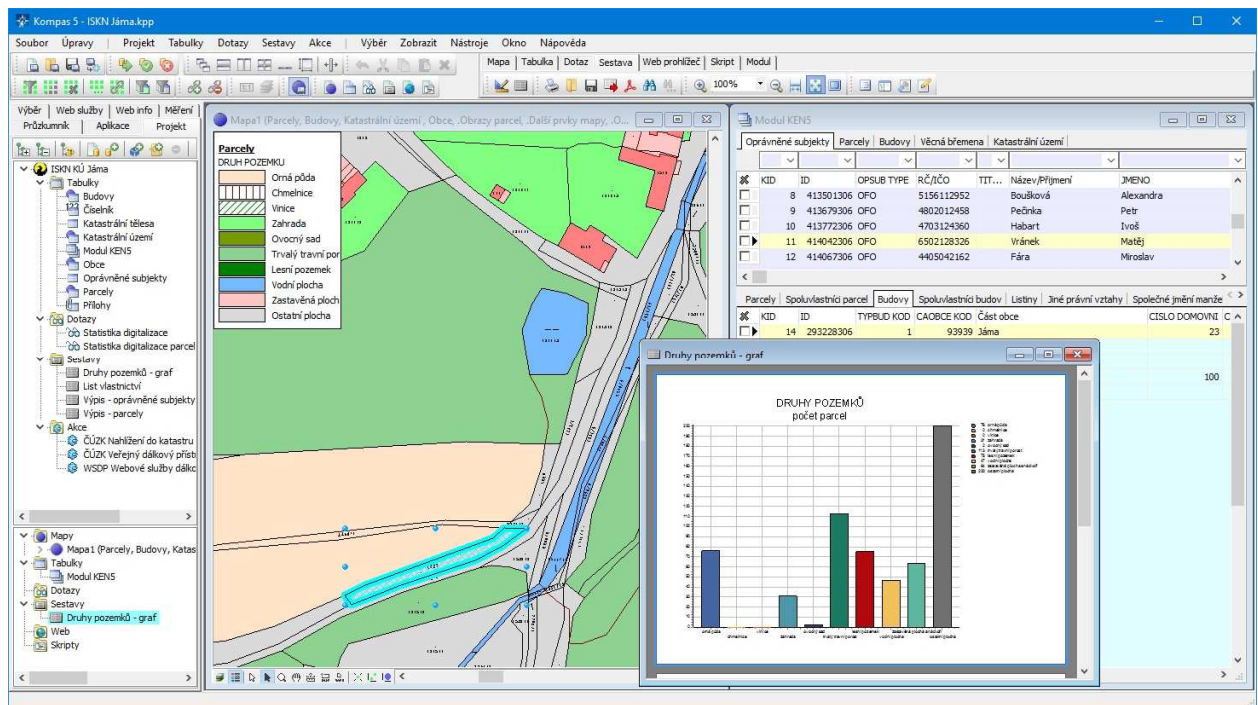 Kompas 5 - ISKN Jáma.kpp
Soubor Úpravy Projekt Tabulky Dotazy Sestavy Akce Výběr Zobrazit Nástroje Okno Nápověda
Mapa Tabulka Dotaz Sestava Web prohlížeč Skript Modul
100%
Výběr Web služby Web info Měření
Průzkumník Aplikace Projekt
ISKN KÚ Jáma
Tabulky
Budovy
Číselník
Katastrální tělesa
Katastrální území
Modul KEN5
Obce
Oprávněné subjekty
Parcely
Přílohy
Dotazy
Statistika digitalizace
Statistika digitalizace parcel
Sestavy
Druhy pozemků - graf
List vlastnictví
Výpis - oprávněné subjekty
Výpis - parcely
Akce
ČÚZK Nahlížení do katastru
ČÚZK Veřejný dálkový příst
WSDP Webové služby dálko
Mapy
Mapa1 (Parcely, Budovy, Katas
Tabulky
Modul KEN5
Dotazy
Sestavy
Druhy pozemků - graf
Web
Skripty
Mapa1 (Parcely, Budovy, Katastrální území, Obce, .Obrazy parcel, .Další prvky mapy, .O...
Parcely
DRUH POZEMKU
Orná půda
Chmelnice
Vinice
Zahrada
Ovocný sad
Trvalý travní por
Lesní pozemek
Vodní plocha
Zastavěná ploch
Ostatní plocha
Modul KEN5
Oprávněné subjekty Parcely Budovy Věcná břemena Katastrální území
KID ID OPSUB TYPE RČ/IČO TIT... Název/Příjmení JMENO
8 413501306 OFO 5156112952 Boušková Alexandra
9 413679306 OFO 4802012458 Pečinka Petr
10 413772306 OFO 4703124360 Habart Ivoš
11 414042306 OFO 6502128326 Vránek Matěj
12 414067306 OFO 4405042162 Fára Miroslav
Parcely Spoluvlastníci parcel Budovy Spoluvlastníci budov Listiny Jiné právní vztahy Společné jmění manže
KID ID TYPBUD KOD CAOBCE KOD Část obce CISLO DOMOVNI C
14 293228306 1 93939 Jáma 23
100
Druhy pozemků - graf
DRUHY POZEMKŮ
počet parcel